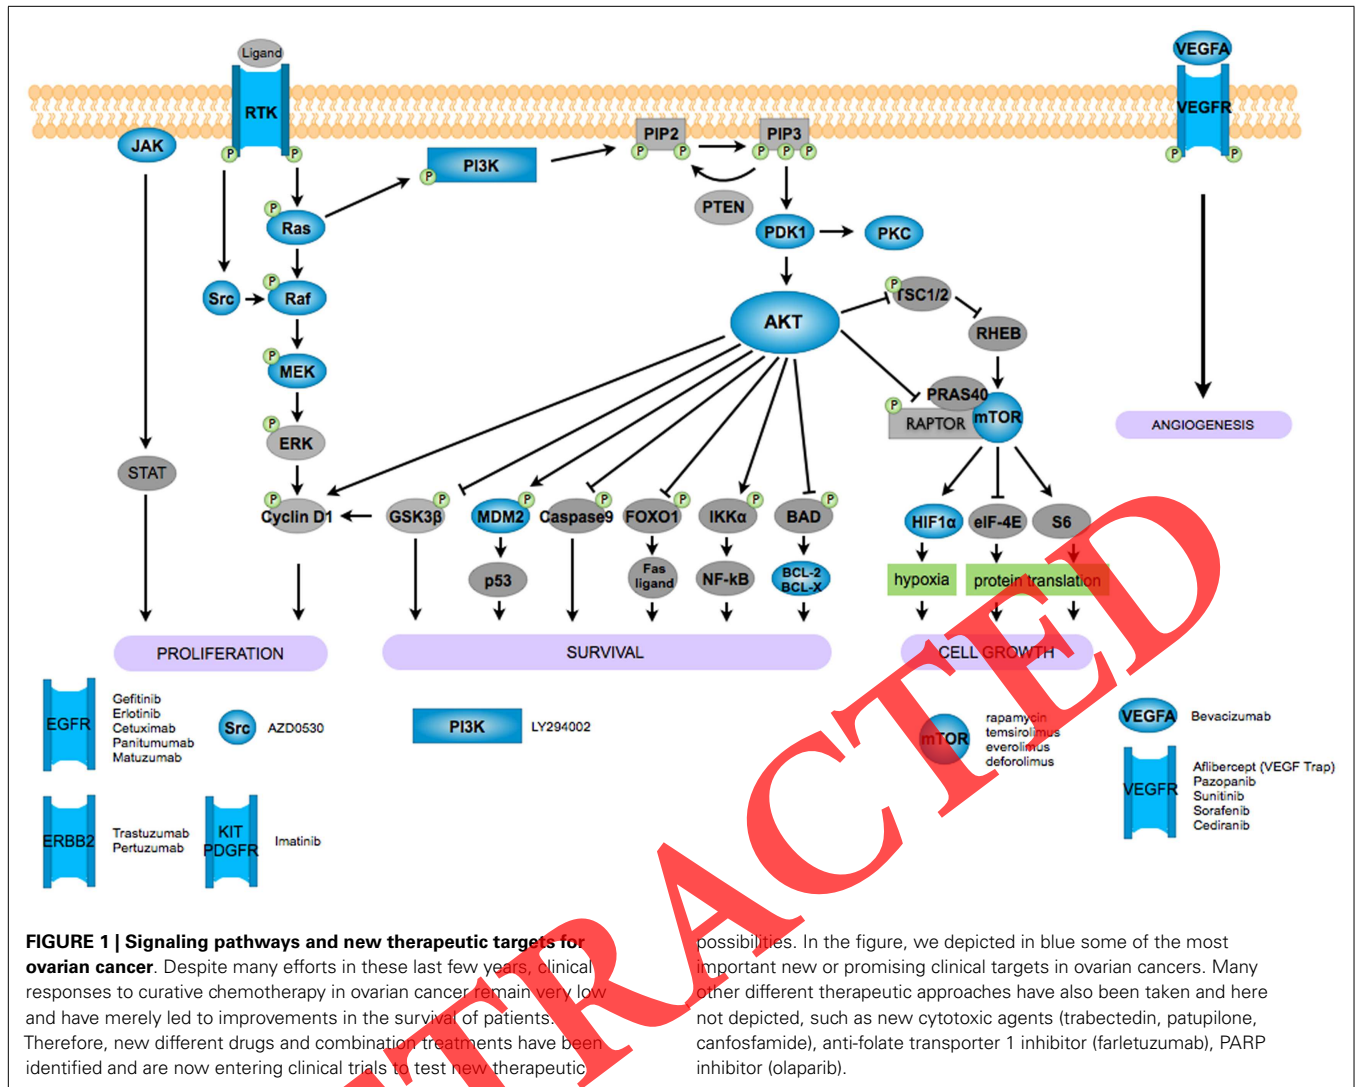 Ligand
VEGFA
RTK
VEGFR
JAK
PIP2
PIP3
P
P
P
P
P
P
P
P
P
PI3K
P
PTEN
P
Ras
PDK1
PKC
P
Src
Raf
P
TSC1/2
AKT
RHEB
P
MEK
PRAS40
P
RAPTOR
mTOR
ANGIOGENESIS
P
ERK
STAT
P
P
P
P
P
P
P
Cyclin D1
GSK3β
MDM2
Caspase9
FOXO1
IKKα
BAD
HIF1α
eIF-4E
S6
p53
Fas
ligand
NF-kB
BCL-2
BCL-X
hypoxia
protein translation
PROLIFERATION
SURVIVAL
CELL GROWTH
EGFR
Gefitinib
Erlotinib
Cetuximab
Panitumumab
Matuzumab
Src
AZD0530
PI3K
LY294002
mTOR
rapamycin
temsirolimus
everolimus
deforolimus
VEGFA
Bevacizumab
VEGFR
Aflibercept (VEGF Trap)
Pazopanib
Sunitinib
Sorafenib
Cediranib
ERBB2
Trastuzumab
Pertuzumab
KIT
PDGFR
Imatinib
FIGURE 1 | Signaling pathways and new therapeutic targets for
ovarian cancer. Despite many efforts in these last few years, clinical
responses to curative chemotherapy in ovarian cancer remain very low
and have merely led to improvements in the survival of patients.
Therefore, new different drugs and combination treatments have been
identified and are now entering clinical trials to test new therapeutic
possibilities. In the figure, we depicted in blue some of the most
important new or promising clinical targets in ovarian cancers. Many
other different therapeutic approaches have also been taken and here
not depicted, such as new cytotoxic agents (trabectedin, patupilone,
canfosfamide), anti-folate transporter 1 inhibitor (farletuzumab), PARP
inhibitor (olaparib).
TRACTED